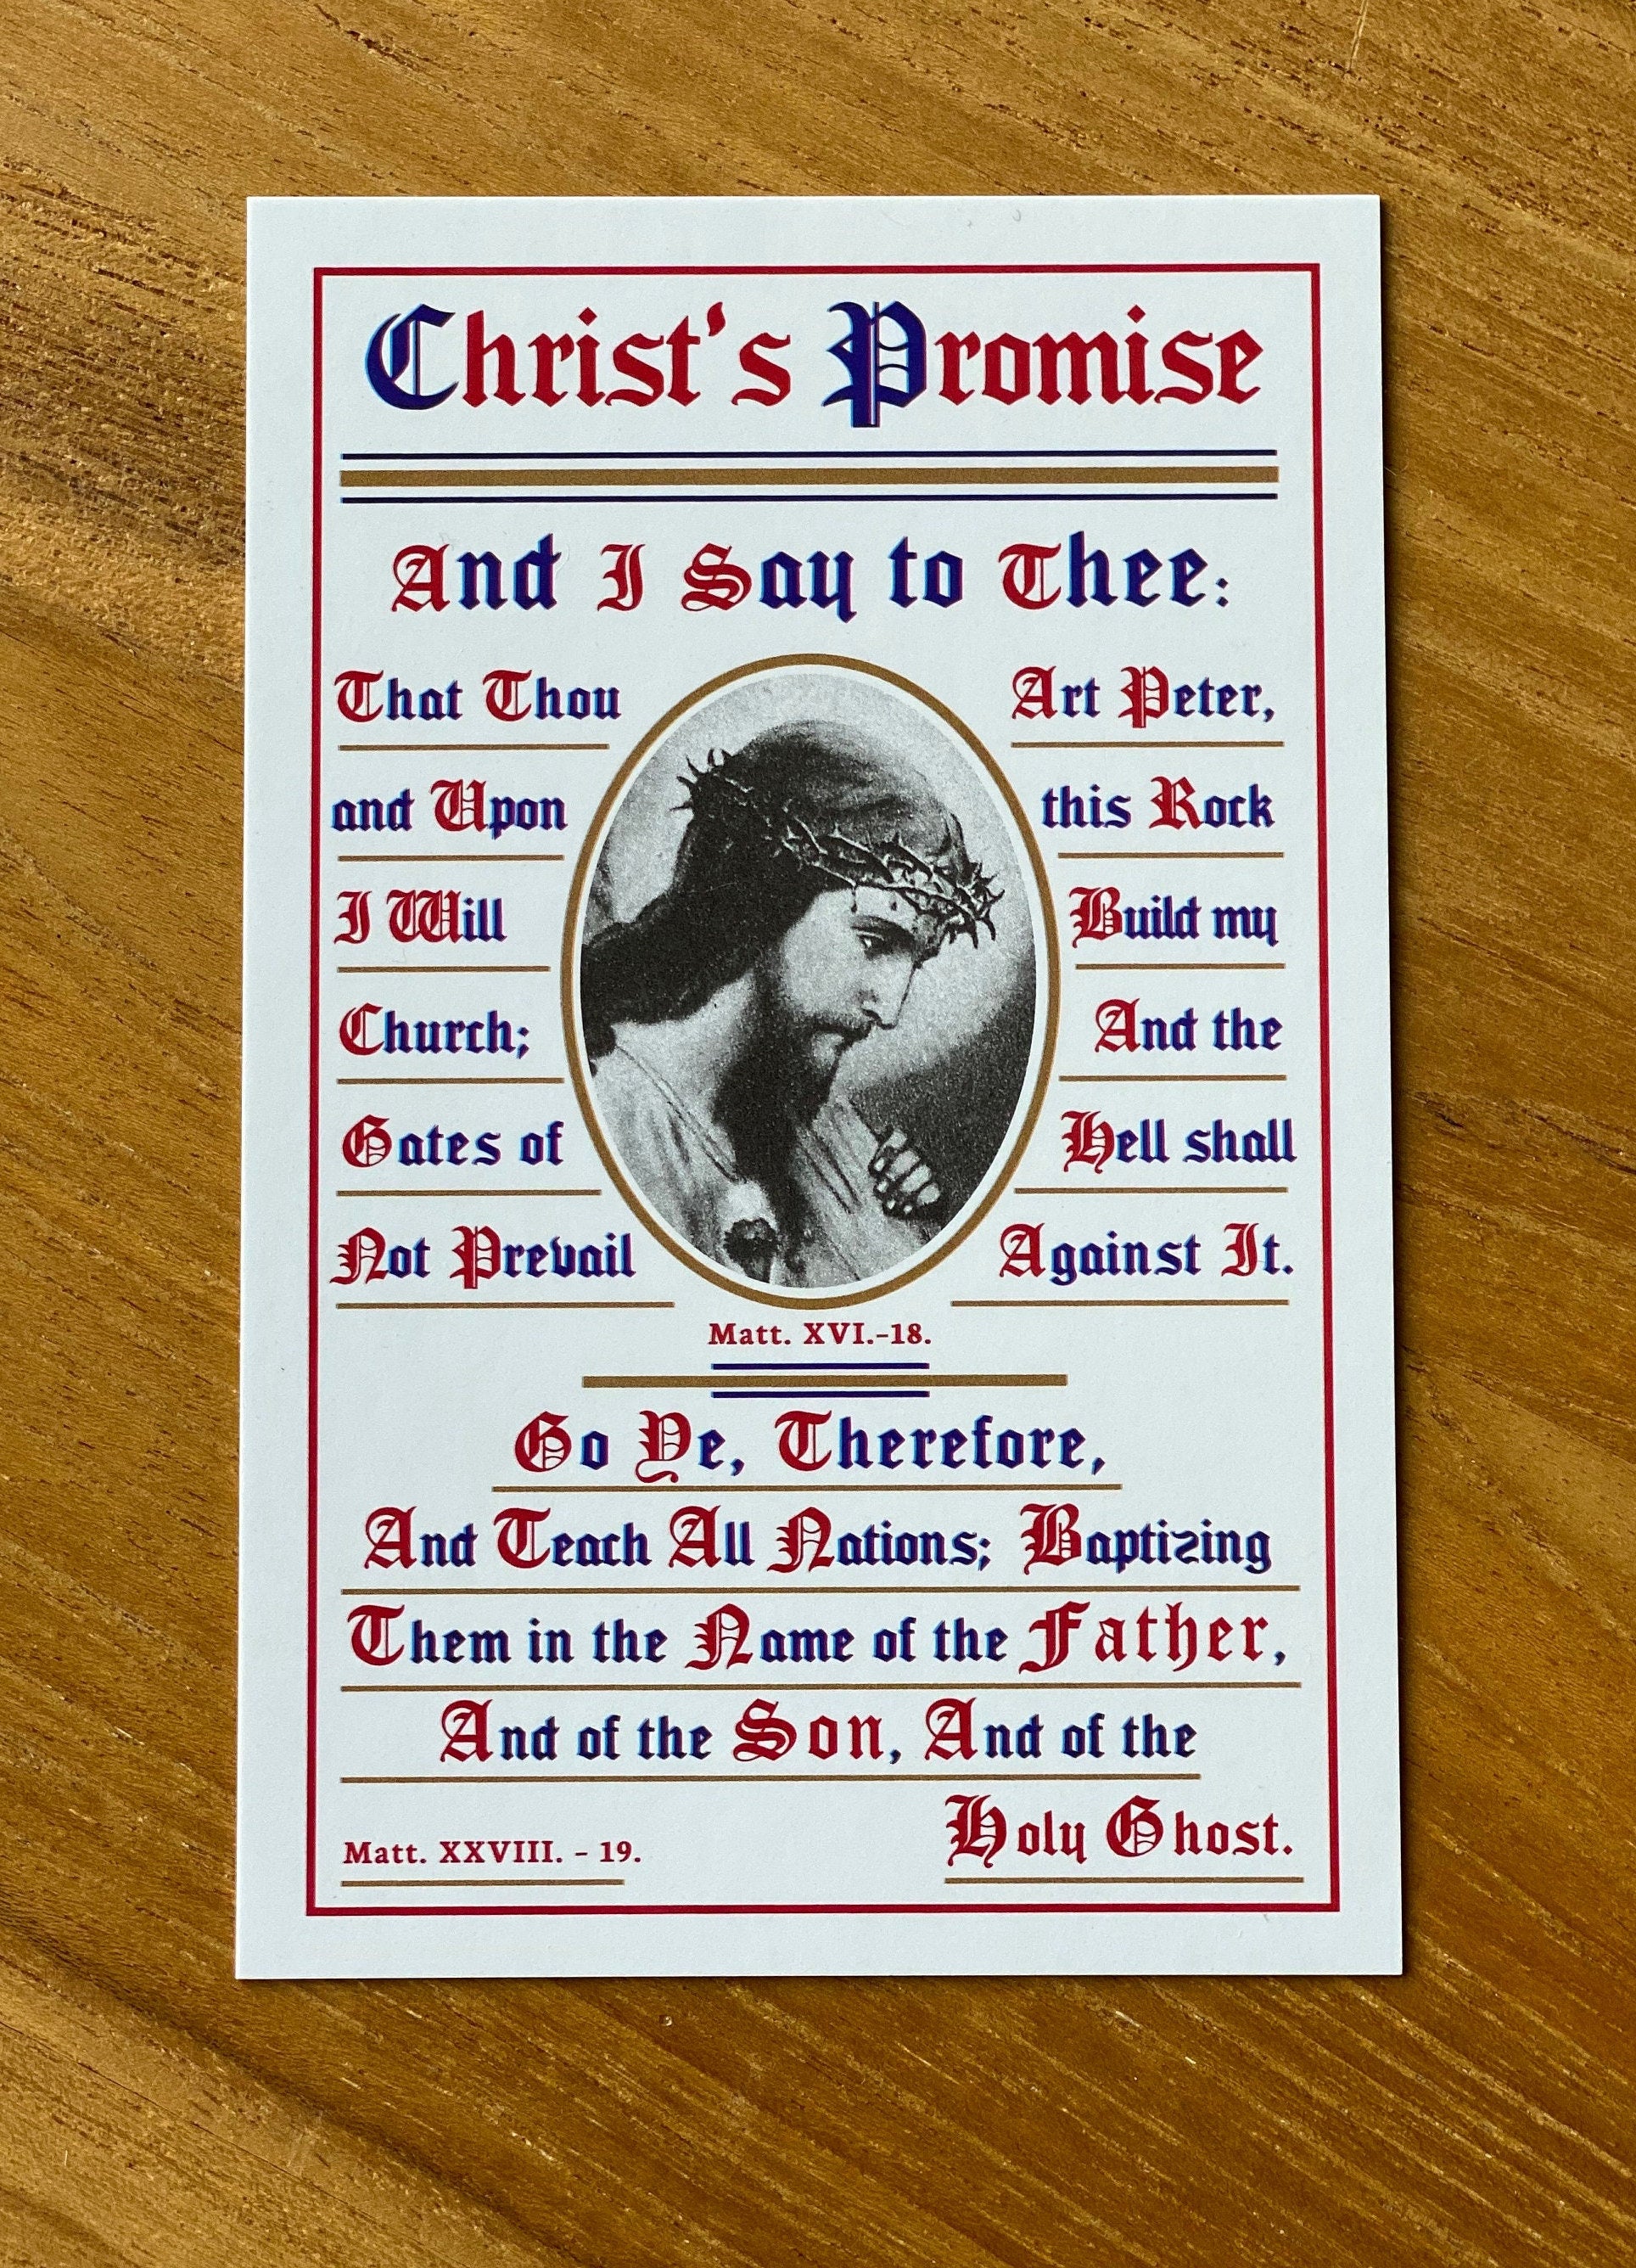 Christ's Promise
And I Say to Thee:
That Thou Art Peter,
and Upon this Rock
I Will Build my
Church; And the
Gates of Hell shall
Not Prevail Against It.
Matt. XVI.-18.
Go Ye, Therefore,
And Teach All Nations; Baptizing
Them in the Name of the Father,
And of the Son, And of the
Holy Ghost.
Matt. XXVIII. - 19.